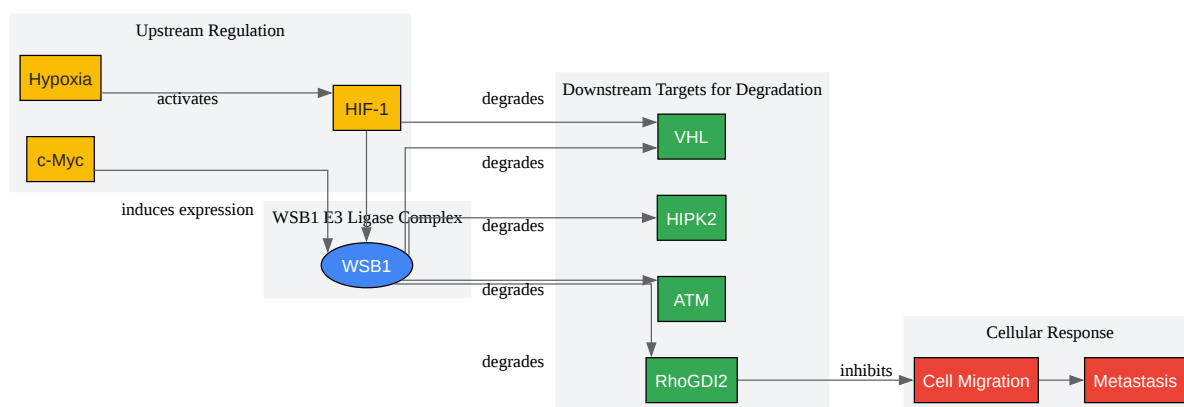 Upstream Regulation
Hypoxia
activates
HIF-1
c-Myc
induces expression
WSB1 E3 Ligase Complex
WSB1
degrades
degrades
degrades
degrades
degrades
Downstream Targets for Degradation
VHL
HIPK2
ATM
RhoGDI2
inhibits
Cellular Response
Cell Migration
Metastasis